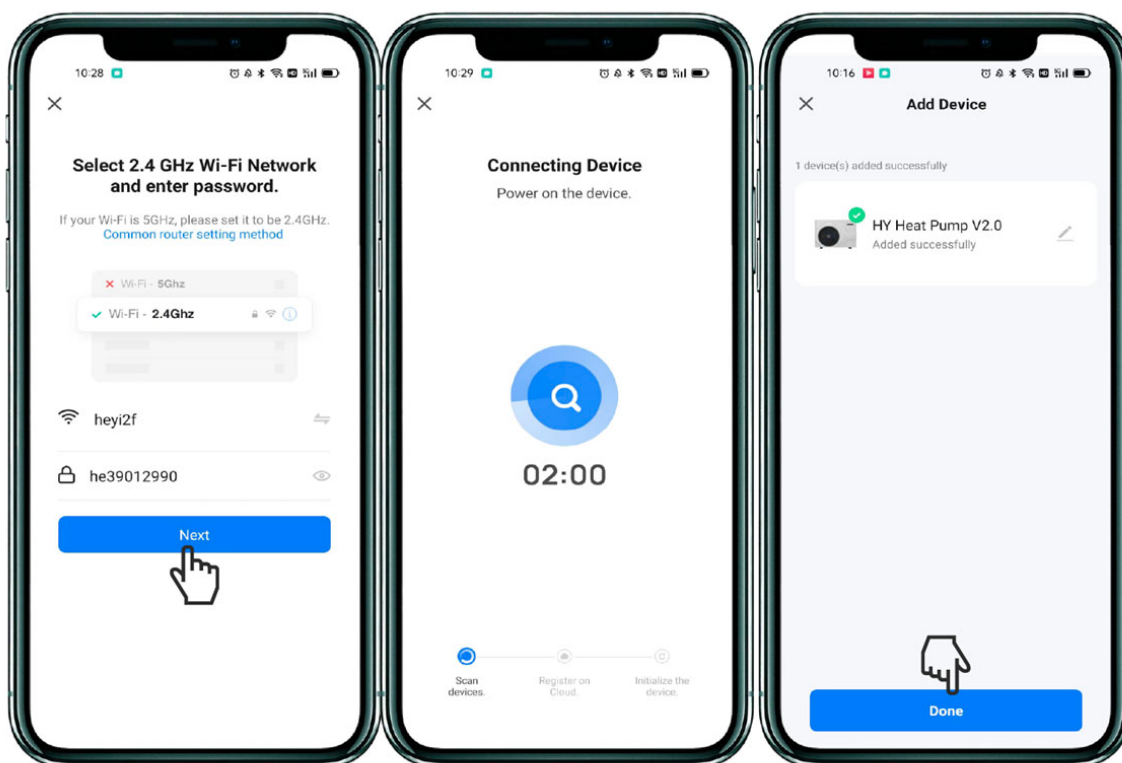 10:28
Select 2.4 GHz Wi-Fi Network
and enter password.
If your Wi-Fi is 5GHz, please set it to be 2.4GHz.
Common router setting method
Wi-Fi - 5Ghz
Wi-Fi - 2.4Ghz
heyi2f
he39012990
Next
10:29
Connecting Device
Power on the device.
02:00
Scan
devices.
Register on
Cloud.
Initialize the
device.
10:16
Add Device
1 device(s) added successfully
HY Heat Pump V2.0
Added successfully
Done